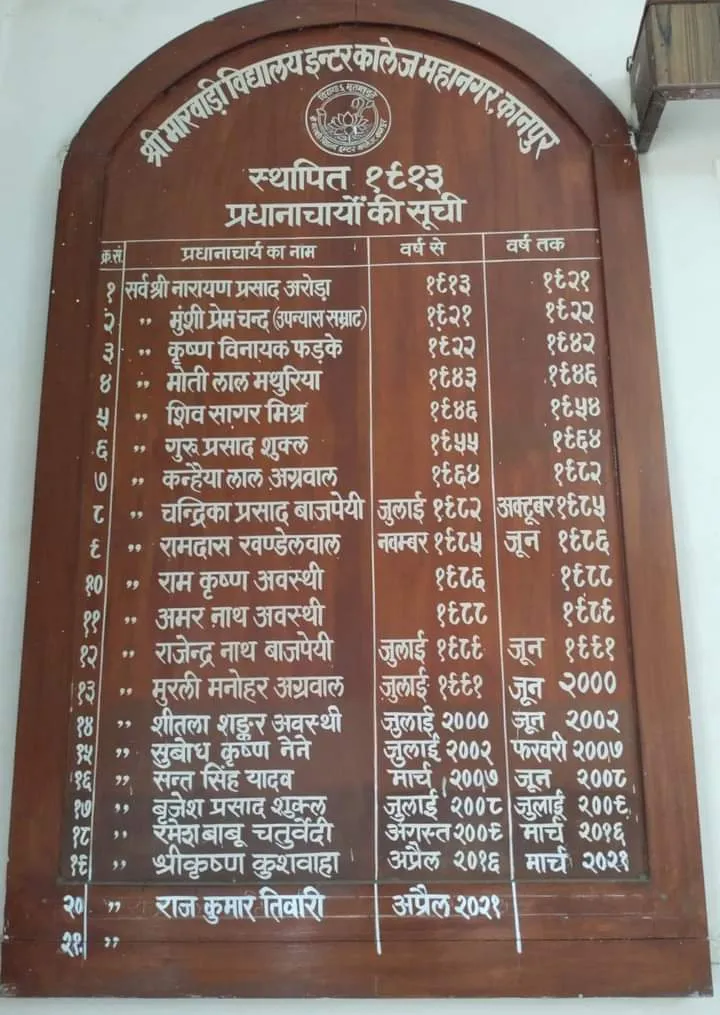 श्री मारवाड़ी विद्यालय इन्टर कालेज महानगर, कानपुर
स्थापित १९१३
प्रधानाचार्यो की सूची
क्र.सं. प्रधानाचार्य का नाम वर्ष से वर्ष तक
१ सर्वश्री नारायण प्रसाद अरोड़ा १९१३ १९२१
२ ,, मुंशी प्रेम चन्द (उपन्यास सम्राट) १९२१ १९२२
३ ,, कृष्ण विनायक फड़के १९२२ १९४२
४ ,, मोती लाल मथुरिया १९४३ १९४६
५ ,, शिव सागर मिश्र १९४६ १९५४
६ ,, गुरु प्रसाद शुक्ल १९५५ १९६४
७ ,, कन्हैया लाल अग्रवाल १९६४ १९८२
८ ,, चन्द्रिका प्रसाद बाजपेयी जुलाई १९८२ अक्टूबर १९८५
९ ,, रामदास खण्डेलवाल नवम्बर १९८५ जून १९८६
१० ,, राम कृष्ण अवस्थी १९८६ १९८८
११ ,, अमर नाथ अवस्थी १९८८ १९८९
१२ ,, राजेन्द्र नाथ बाजपेयी जुलाई १९८९ जून १९९१
१३ ,, मुरली मनोहर अग्रवाल जुलाई १९९१ जून २०००
१४ ,, शीतला शङ्कर अवस्थी जुलाई २००० जून २००२
१५ ,, सुबोध कृष्ण नेने जुलाई २००२ फरवरी २००७
१६ ,, सन्त सिंह यादव मार्च २००७ जून २००८
१७ ,, बृजेश प्रसाद शुक्ल जुलाई २००८ जुलाई २००९
१८ ,, रमेश बाबू चतुर्वेदी अगस्त २००९ मार्च २०१६
१९ ,, श्रीकृष्ण कुशवाहा अप्रैल २०१६ मार्च २०२१
२० ,, राज कुमार तिवारी अप्रैल २०२१
२१ ,,